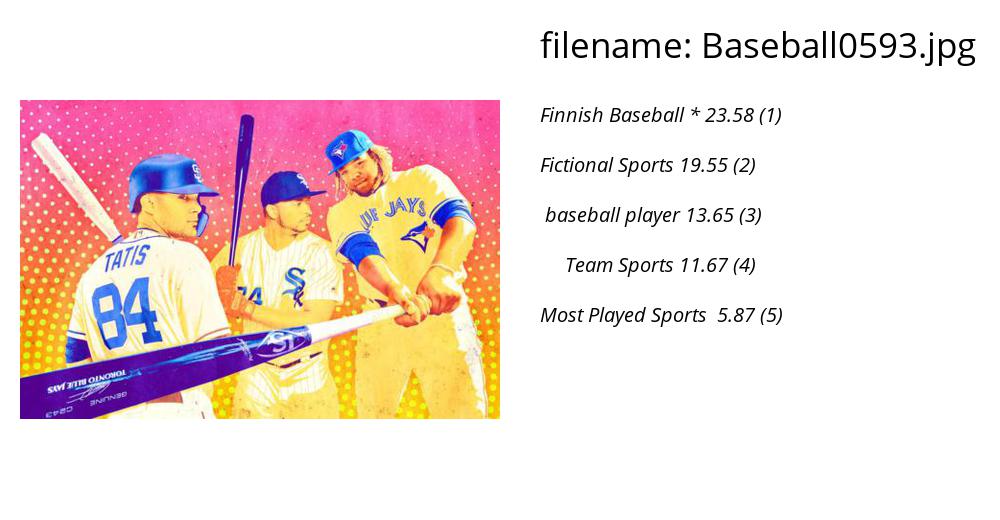 filename: Baseball0593.jpg
Finnish Baseball * 23.58 (1)
Fictional Sports 19.55 (2)
baseball player 13.65 (3)
Team Sports 11.67 (4)
Most Played Sports 5.87 (5)
TATIS
84
74
S
BLUE JAYS
TORONTO BLUE JAYS
GENUINE
C243